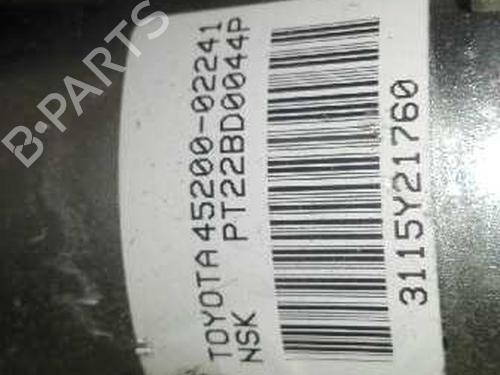 TOYOTA 45200-02241
PT22BD0044P
NSK
3115Y21760
B-PARTS